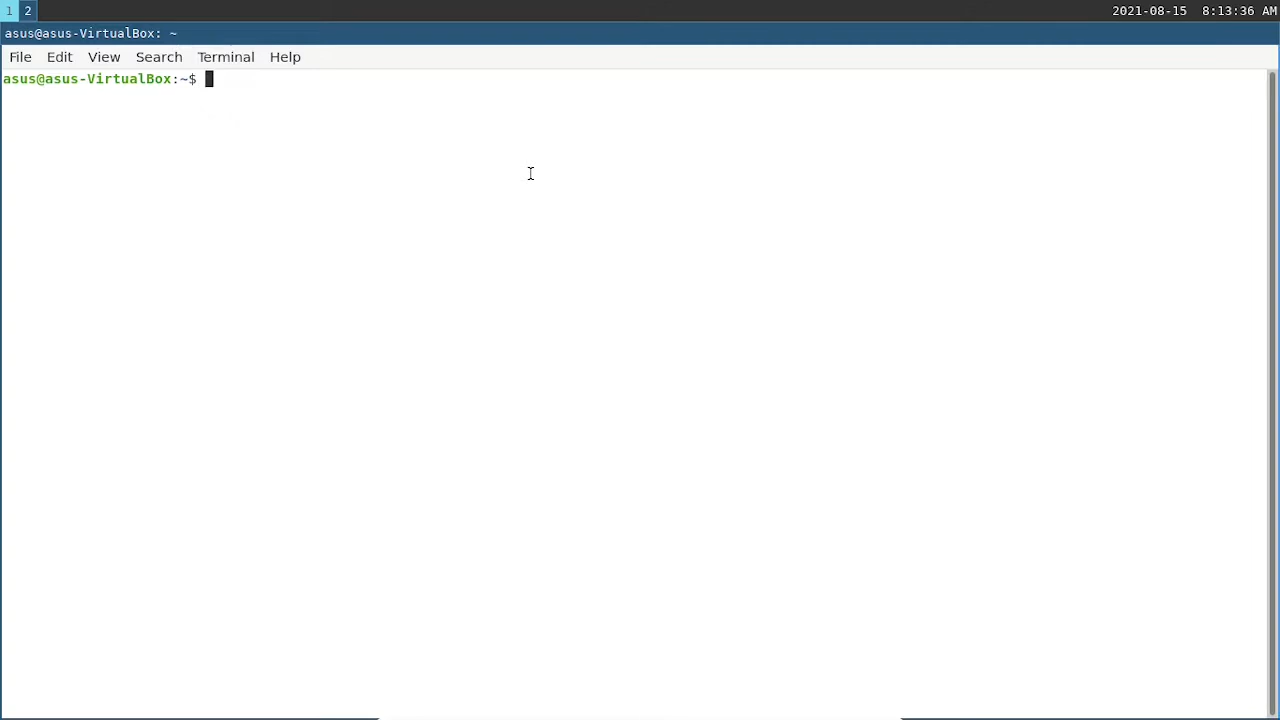 1 2 2021-08-15 8:13:36 AM
asus@asus-VirtualBox: ~
File Edit View Search Terminal Help
asus@asus-VirtualBox:~$